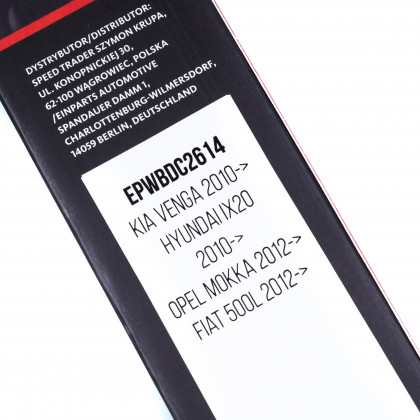 DYSTRYBUTOR/DISTRIBUTOR:
SPEED TRADER SZYMON KRUPA,
UL. KONOPNICKIEJ 30,
62-100 WĄGROWIEC, POLSKA
/EINPARTS AUTOMOTIVE
SPANDAUER DAMM 1,
CHARLOTTENBURG-WILMERSDORF,
14059 BERLIN, DEUTSCHLAND
EPWBDC2614
KIA VENGA 2010->
HYUNDAI IX20
2010->
OPEL MOKKA 2012->
FIAT 500L 2012->